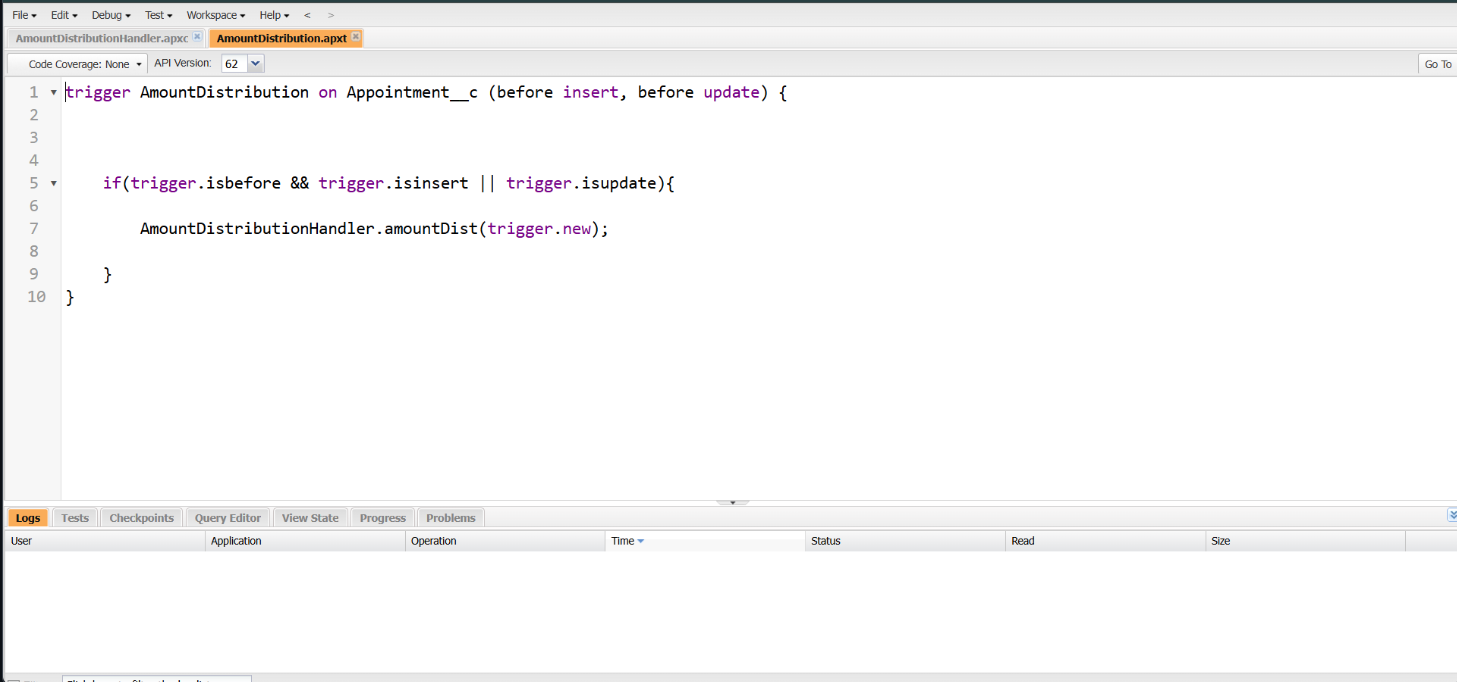 File Edit Debug Test Workspace Help < >
AmountDistributionHandler.apxc AmountDistribution.apxt
Code Coverage: None API Version: 62 Go To
1 trigger AmountDistribution on Appointment__c (before insert, before update) {
2
3
4
5 if(trigger.isbefore && trigger.isinsert || trigger.isupdate){
6
7 AmountDistributionHandler.amountDist(trigger.new);
8
9 }
10 }
Logs Tests Checkpoints Query Editor View State Progress Problems
User Application Operation Time Status Read Size